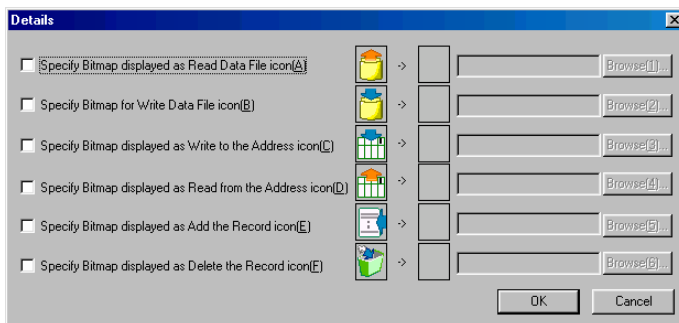 Details
Specify Bitmap displayed as Read Data File icon(A) -> Browse(1)...
Specify Bitmap for Write Data File icon(B) -> Browse(2)...
Specify Bitmap displayed as Write to the Address icon(C) -> Browse(3)...
Specify Bitmap displayed as Read from the Address icon(D) -> Browse(4)...
Specify Bitmap displayed as Add the Record icon(E) -> Browse(5)...
Specify Bitmap displayed as Delete the Record icon(F) -> Browse(6)...
OK Cancel